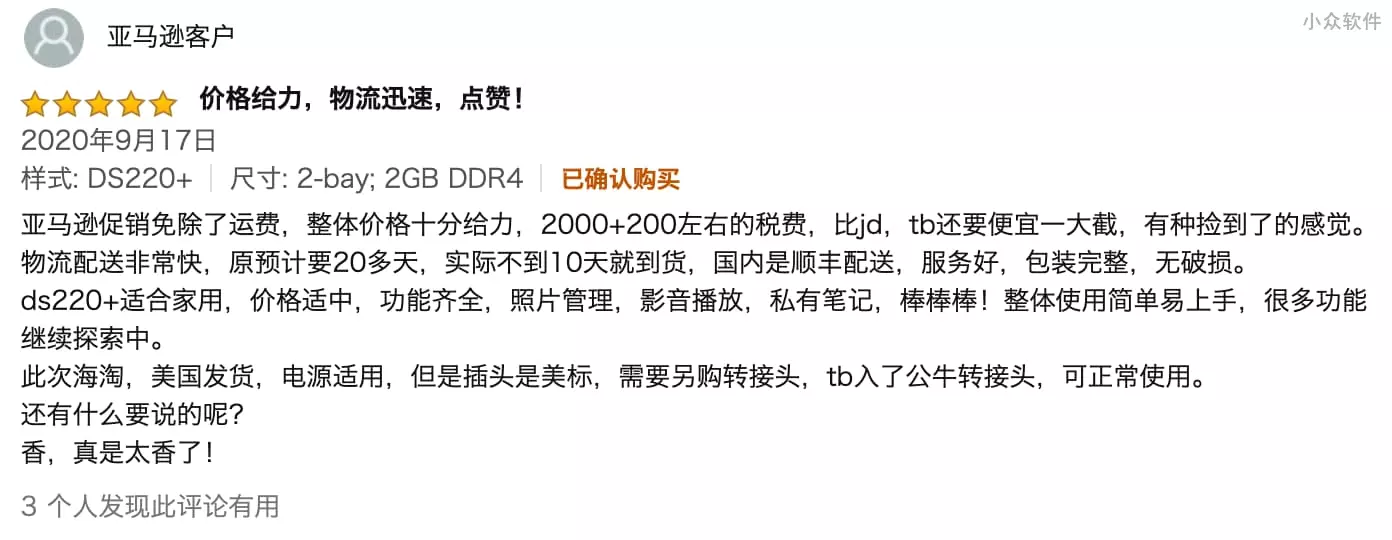 亚马逊客户
小众软件
价格给力，物流迅速，点赞！
2020年9月17日
样式: DS220+ 尺寸: 2-bay; 2GB DDR4 已确认购买
亚马逊促销免除了运费，整体价格十分给力，2000+200左右的税费，比jd，tb还要便宜一大截，有种捡到了的感觉。
物流配送非常快，原预计要20多天，实际不到10天就到货，国内是顺丰配送，服务好，包装完整，无破损。
ds220+适合家用，价格适中，功能齐全，照片管理，影音播放，私有笔记，棒棒棒！整体使用简单易上手，很多功能
继续探索中。
此次海淘，美国发货，电源适用，但是插头是美标，需要另购转接头，tb入了公牛转接头，可正常使用。
还有什么要说的呢？
香，真是太香了！
3 个人发现此评论有用